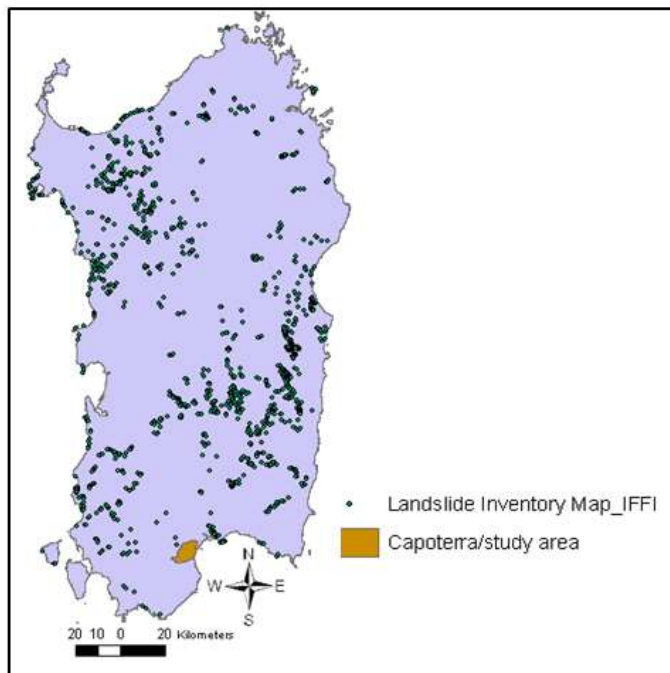 Landslide Inventory Map_IFFI
Capoterra/study area
N
W E
S
20 10 0 20 Kilometers